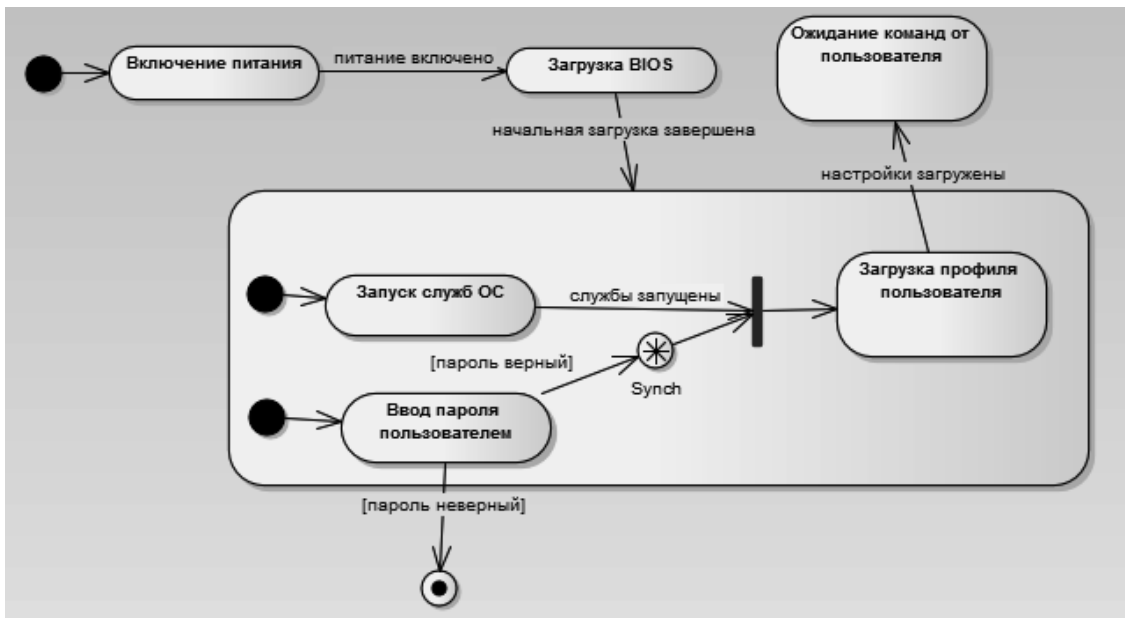 Включение питания
питание включено
Загрузка BIOS
Ожидание команд от
пользователя
начальная загрузка завершена
настройки загружены
Запуск служб ОС
службы запущены
Загрузка профиля
пользователя
[пароль верный]
Synch
Ввод пароля
пользователем
[пароль неверный]